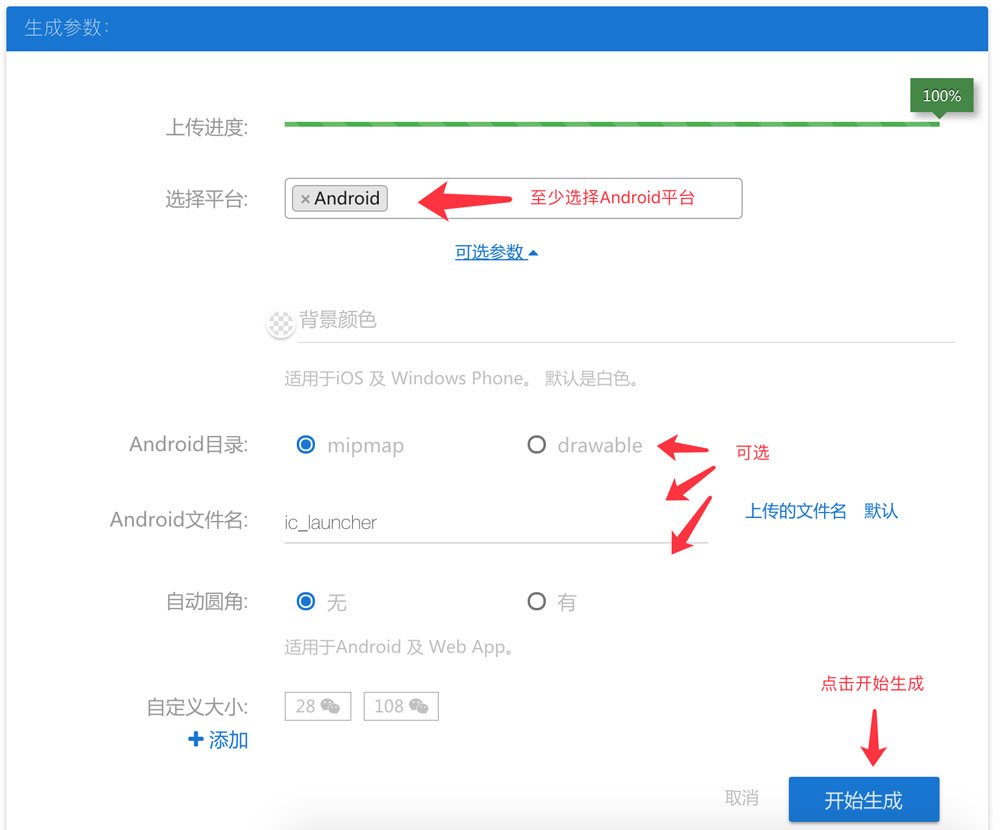 生成参数:
100%
上传进度:
选择平台: ×Android 至少选择Android平台
可选参数
背景颜色
适用于iOS 及 Windows Phone。 默认是白色。
Android目录: mipmap drawable 可选
Android文件名: ic_launcher 上传的文件名 默认
自动圆角: 无 有
适用于Android 及 Web App。
点击开始生成
自定义大小: 28 108
+ 添加
取消 开始生成